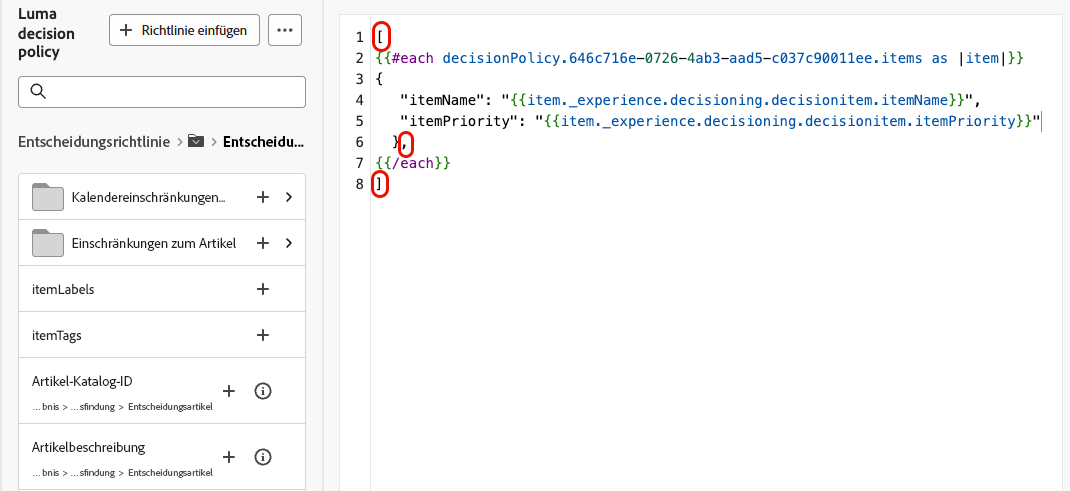 Luma
decision
policy
Richtlinie einfügen
Entscheidungsrichtlinie > > Entscheidu...
Kalendereinschränkungen...
Einschränkungen zum Artikel
itemLabels
itemTags
Artikel-Katalog-ID
... bnis > ... sfindung > Entscheidungsartikel
Artikelbeschreibung
... bnis > ... sfindung > Entscheidungsartikel
1 [
2 {{#each decisionPolicy.646c716e-0726-4ab3-aad5-c037c90011ee.items as |item|}}
3 {
4 "itemName": "{{item._experience.decisioning.decisionitem.itemName}}",
5 "itemPriority": "{{item._experience.decisioning.decisionitem.itemPriority}}"
6 },
7 {{/each}}
8 ]